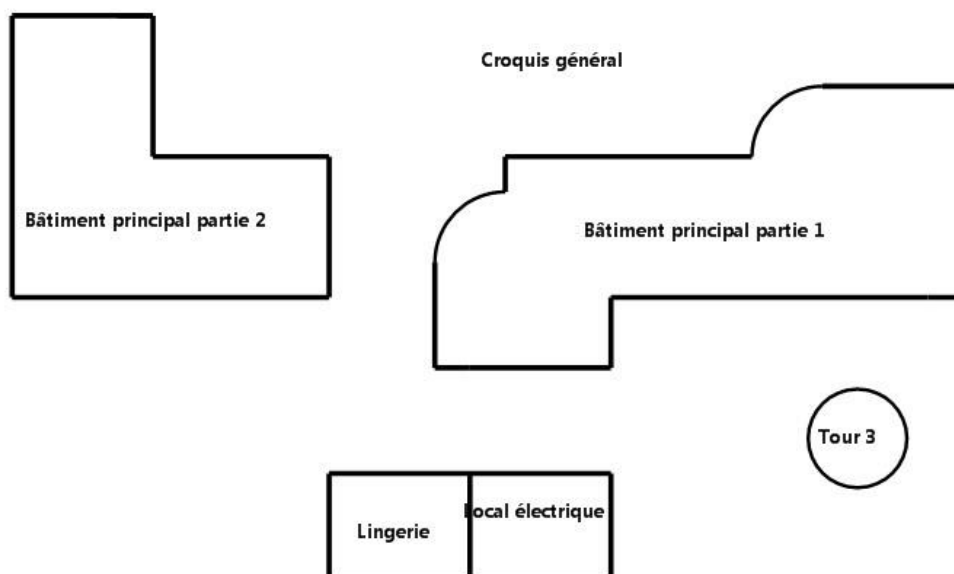 Croquis général
Bâtiment principal partie 2
Bâtiment principal partie 1
Tour 3
Local électrique
Lingerie